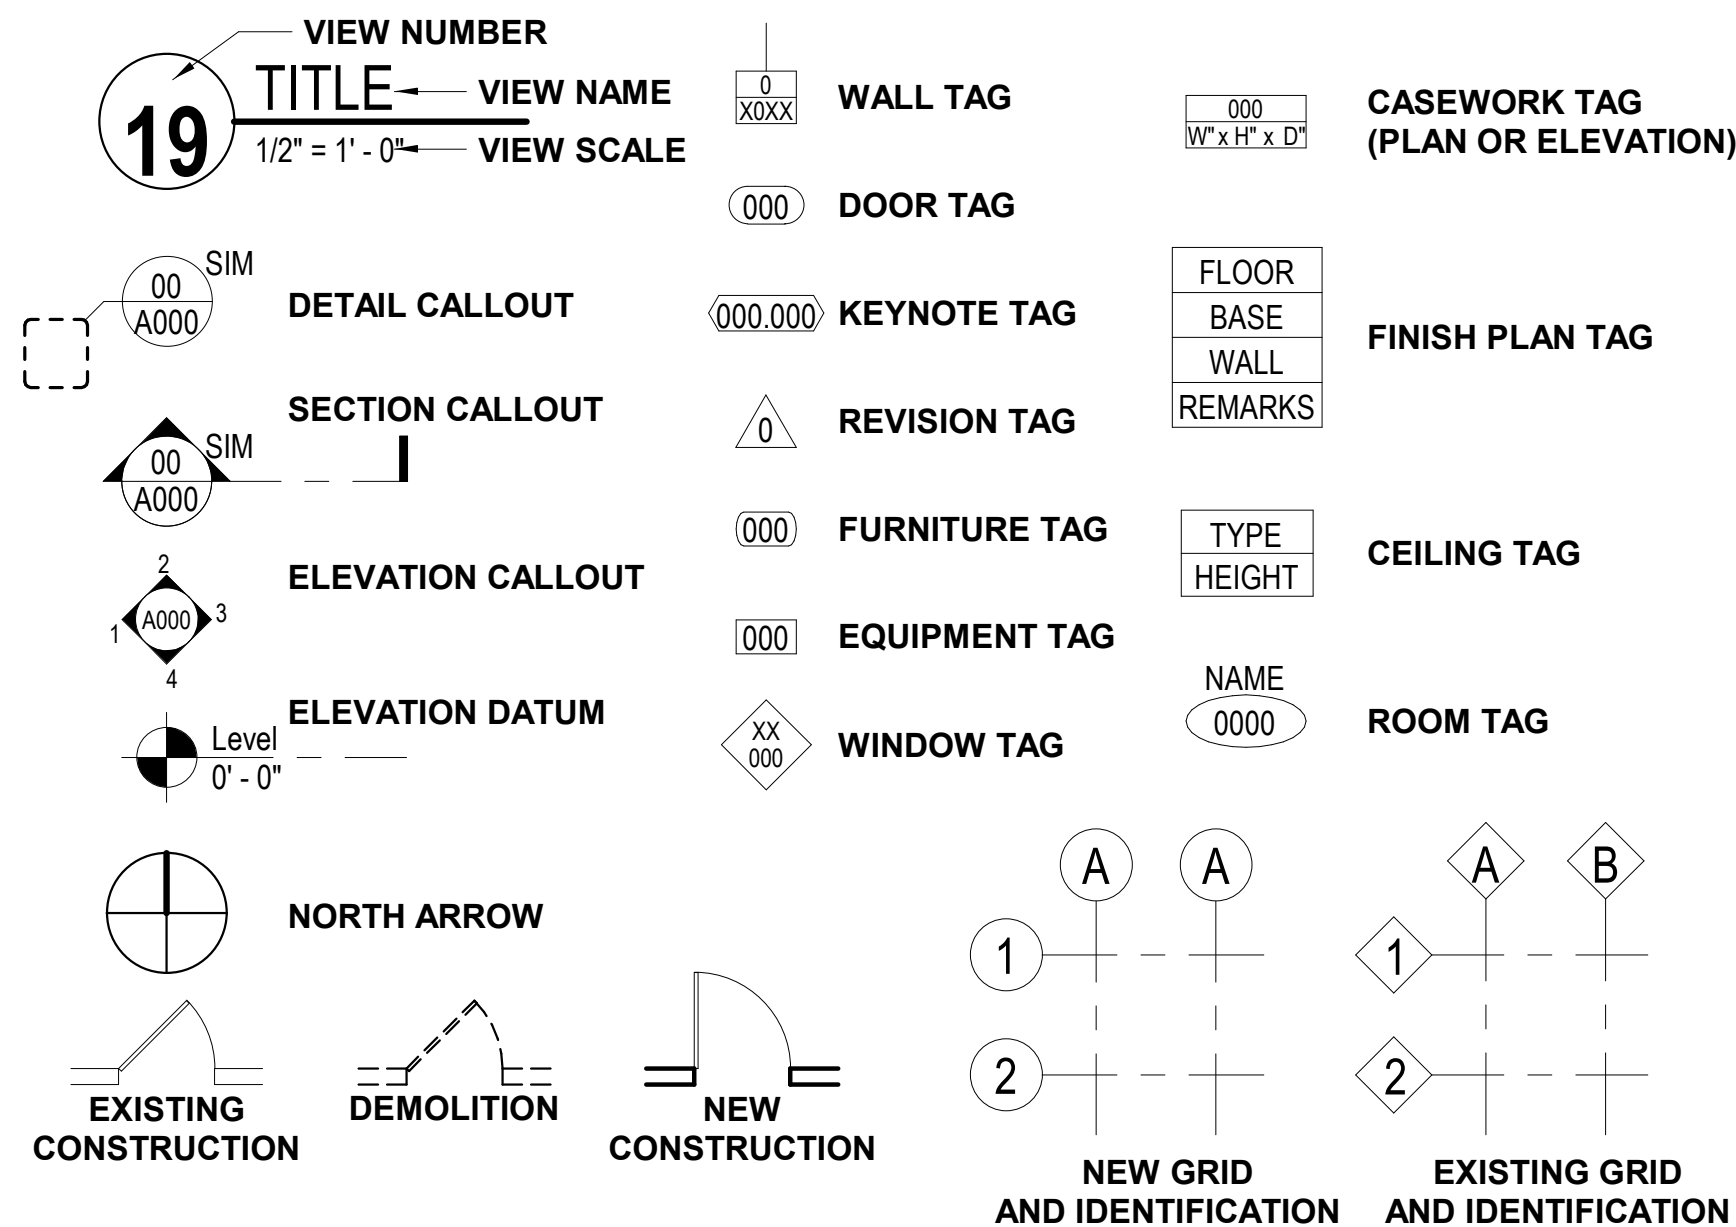 VIEW NUMBER
19
TITLE
VIEW NAME
1/2" = 1' - 0"
VIEW SCALE
00
A000
SIM
DETAIL CALLOUT
SECTION CALLOUT
00
A000
SIM
ELEVATION CALLOUT
2
1
A000
3
4
ELEVATION DATUM
Level
0' - 0"
NORTH ARROW
EXISTING
CONSTRUCTION
DEMOLITION
NEW
CONSTRUCTION
0
X0XX
WALL TAG
000
DOOR TAG
000.000
KEYNOTE TAG
0
REVISION TAG
000
FURNITURE TAG
000
EQUIPMENT TAG
XX
000
WINDOW TAG
000
W" x H" x D"
CASEWORK TAG
(PLAN OR ELEVATION)
FLOOR
BASE
WALL
REMARKS
FINISH PLAN TAG
TYPE
HEIGHT
CEILING TAG
NAME
0000
ROOM TAG
A A
1
2
NEW GRID
AND IDENTIFICATION
A B
1
2
EXISTING GRID
AND IDENTIFICATION